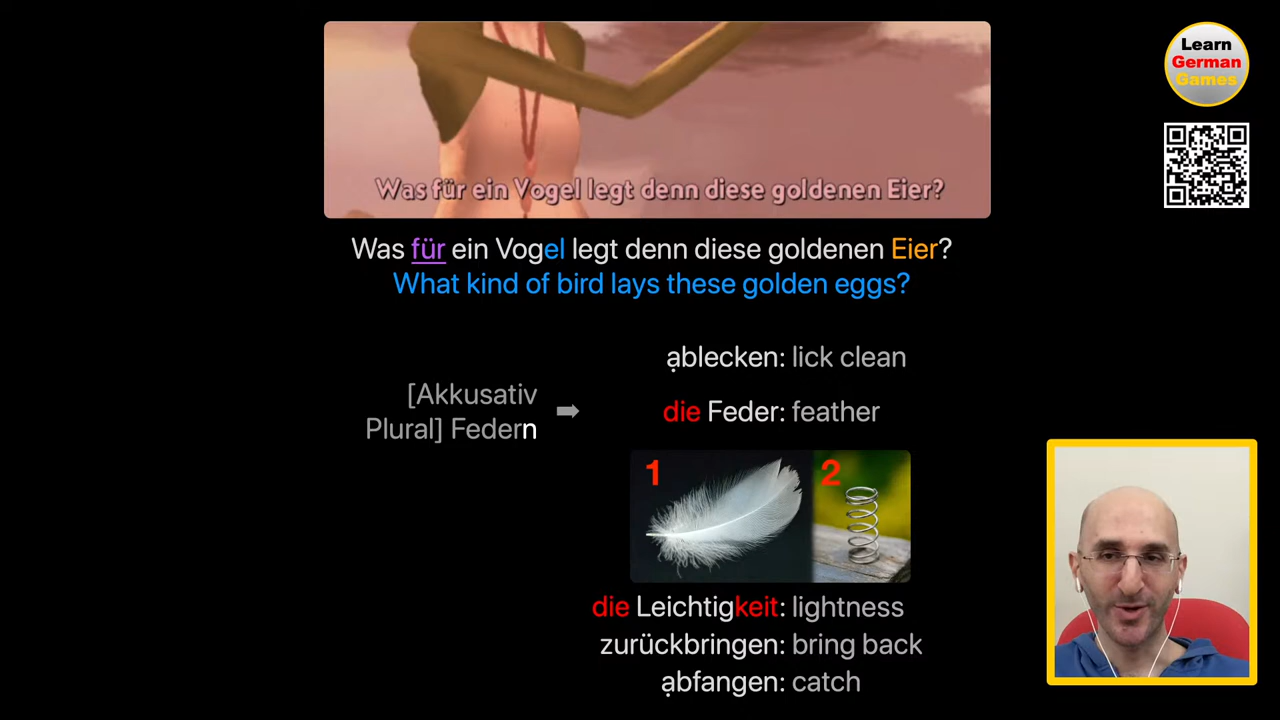 Learn
German
Games
Was für ein Vogel legt denn diese goldenen Eier?
Was für ein Vogel legt denn diese goldenen Eier?
What kind of bird lays these golden eggs?
ạblecken: lick clean
[Akkusativ
Plural] Federn ➡
die Feder: feather
1 2
die Leichtigkeit: lightness
zurückbringen: bring back
ạbfangen: catch